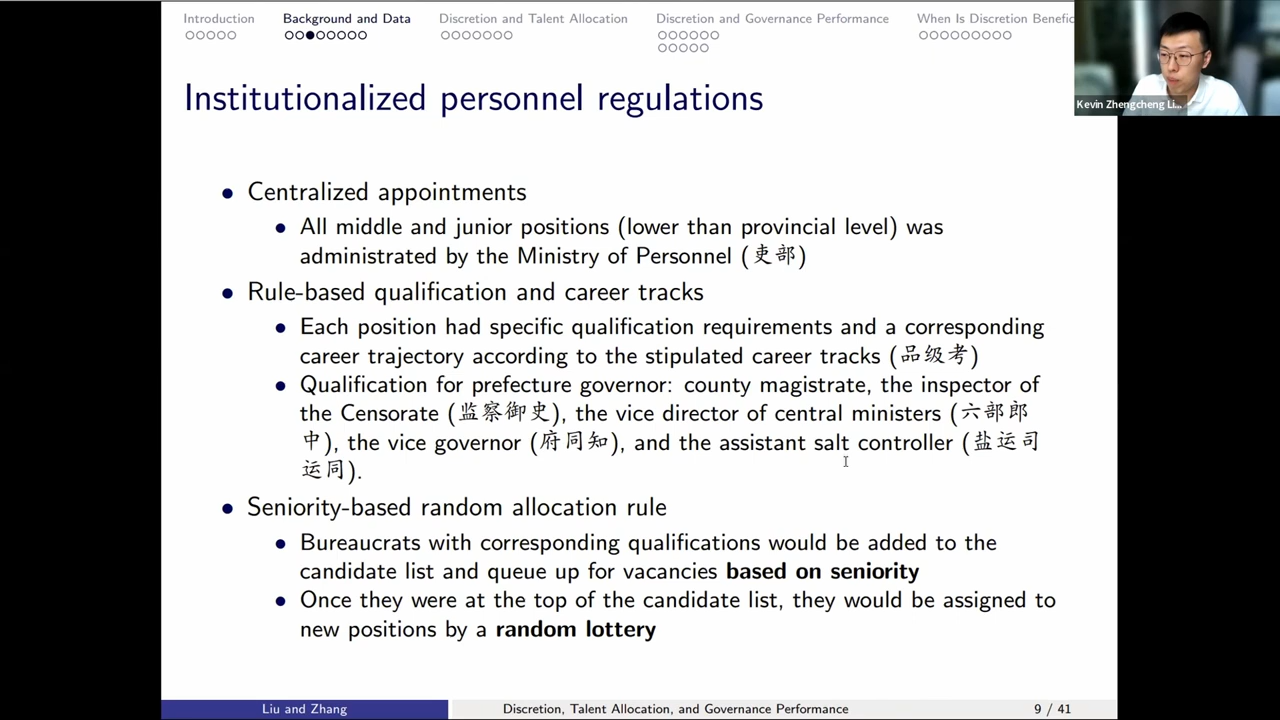 Introduction
Background and Data
Discretion and Talent Allocation
Discretion and Governance Performance
When Is Discretion Benefic
Kevin Zhengcheng Li...
Institutionalized personnel regulations
• Centralized appointments
• All middle and junior positions (lower than provincial level) was
administrated by the Ministry of Personnel (吏部)
• Rule-based qualification and career tracks
• Each position had specific qualification requirements and a corresponding
career trajectory according to the stipulated career tracks (品级考)
• Qualification for prefecture governor: county magistrate, the inspector of
the Censorate (监察御史), the vice director of central ministers (六部郎
中), the vice governor (府同知), and the assistant salt controller (盐运司
运同).
• Seniority-based random allocation rule
• Bureaucrats with corresponding qualifications would be added to the
candidate list and queue up for vacancies based on seniority
• Once they were at the top of the candidate list, they would be assigned to
new positions by a random lottery
Liu and Zhang
Discretion, Talent Allocation, and Governance Performance
9 / 41